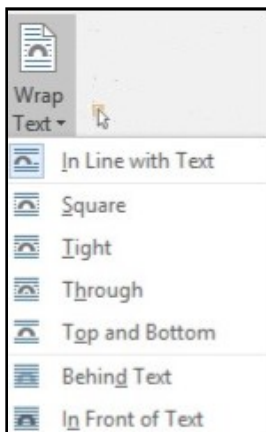 Wrap
Text
In Line with Text
Square
Tight
Through
Top and Bottom
Behind Text
In Front of Text